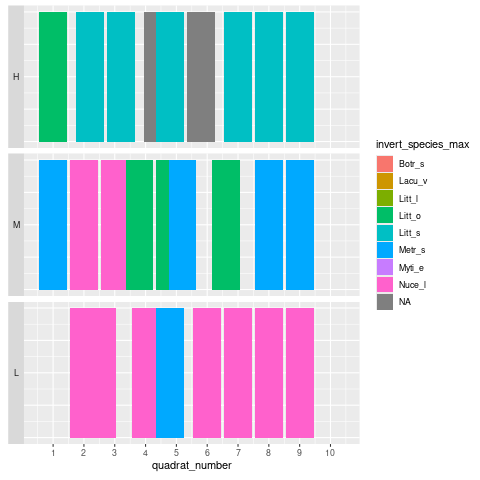 H
M
L
1 2 3 4 5 6 7 8 9 10
quadrat_number
invert_species_max
Botr_s
Lacu_v
Litt_l
Litt_o
Litt_s
Metr_s
Myti_e
Nuce_l
NA